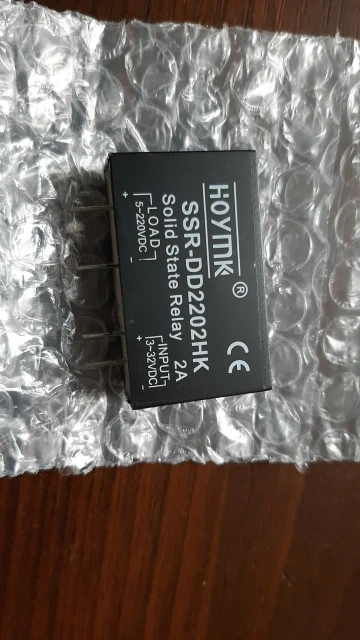 HOYMK ®
CE
SSR-DD2202HK
Solid State Relay 2A
LOAD INPUT
5-220VDC 3-32VDC
+ - + -